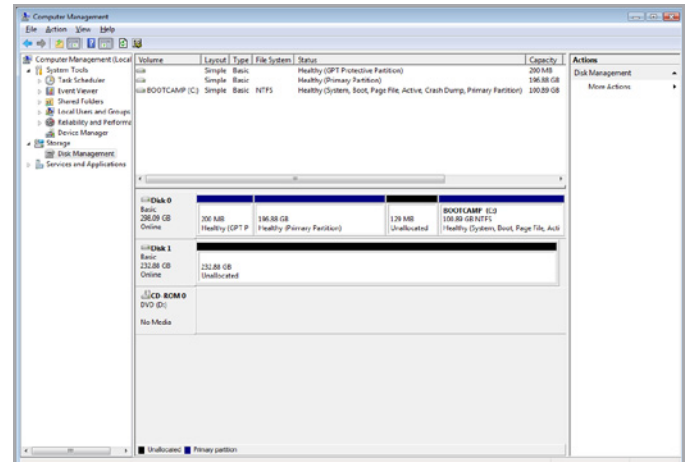 Computer Management
File Action View Help
Computer Management (Local
System Tools
Task Scheduler
Event Viewer
Shared Folders
Local Users and Groups
Reliability and Performa
Device Manager
Storage
Disk Management
Services and Applications
Volume Layout Type File System Status Capacity
Simple Basic Healthy (GPT Protective Partition) 200 MB
Simple Basic Healthy (Primary Partition) 196.88 GB
BOOTCAMP (C:) Simple Basic NTFS Healthy (System, Boot, Page File, Active, Crash Dump, Primary Partition) 100.89 GB
Actions
Disk Management
More Actions
Disk 0
Basic
298.09 GB
Online
200 MB
Healthy (GPT P
196.88 GB
Healthy (Primary Partition)
129 MB
Unallocated
BOOTCAMP (C:)
100.89 GB NTFS
Healthy (System, Boot, Page File, Acti
Disk 1
Basic
232.88 GB
Online
232.88 GB
Unallocated
CD-ROM 0
DVD (D:)
No Media
Unallocated Primary partition